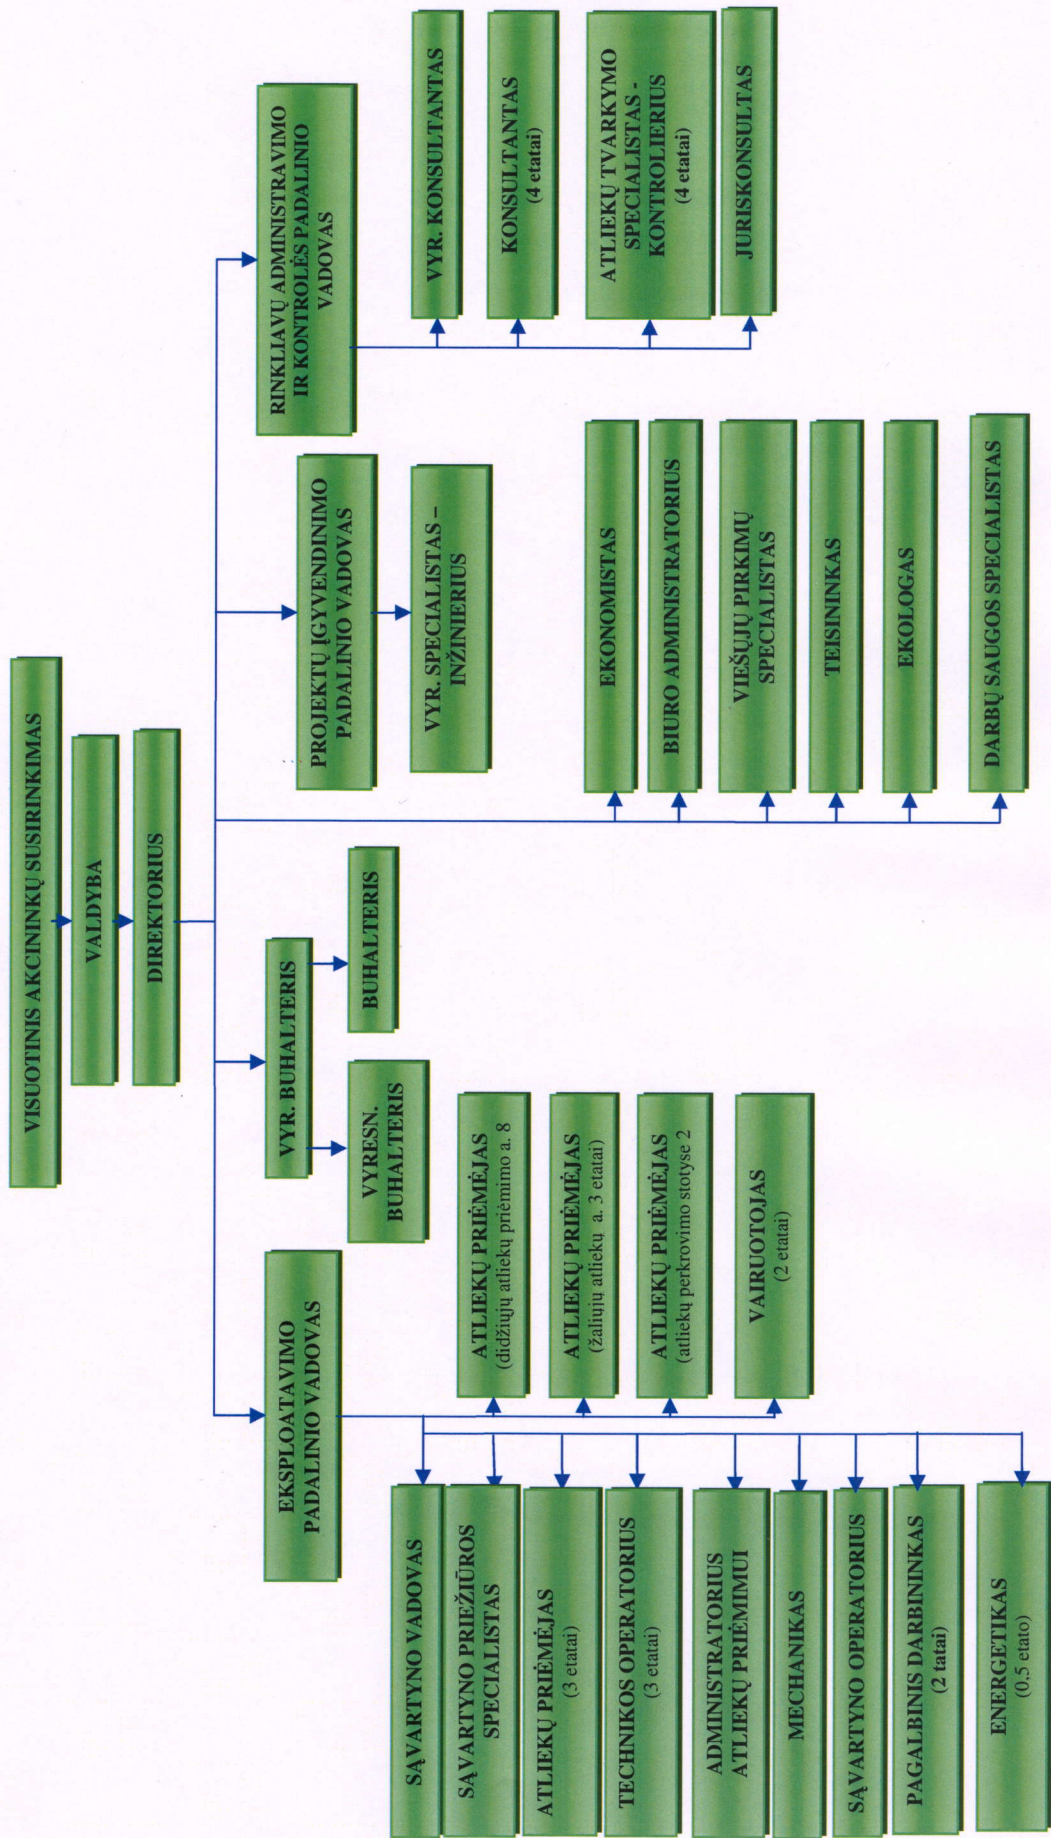 VISUOTINIS AKCININKŲ SUSIRINKIMAS
VALDYBA
DIREKTORIUS
EKSPLOATAVIMO
PADALINIO VADOVAS
VYR. BUHALTERIS
PROJEKTŲ ĮGYVENDINIMO
PADALINIO VADOVAS
RINKLIAVŲ ADMINISTRAVIMO
IR KONTROLĖS PADALINIO
VADOVAS
SĄVARTYNO VADOVAS
SĄVARTYNO PRIEŽIŪROS
SPECIALISTAS
ATLIEKŲ PRIĖMĖJAS
(3 etatai)
TECHNIKOS OPERATORIUS
(3 etatai)
ADMINISTRATORIUS
ATLIEKŲ PRIĖMIMUI
MECHANIKAS
SĄVARTYNO OPERATORIUS
PAGALBINIS DARBININKAS
(2 tatai)
ENERGETIKAS
(0,5 etato)
ATLIEKŲ PRIĖMĖJAS
(didžiųjų atliekų priėmimo a. 8
ATLIEKŲ PRIĖMĖJAS
(žaliųjų atliekų a. 3 etatai)
ATLIEKŲ PRIĖMĖJAS
(atliekų perkrovimo stotyse 2
VAIRUOTOJAS
(2 etatai)
VYRESN.
BUHALTERIS
BUHALTERIS
EKONOMISTAS
BIURO ADMINISTRATORIUS
VIEŠŲJŲ PIRKIMŲ
SPECIALISTAS
TEISININKAS
EKOLOGAS
DARBŲ SAUGOS SPECIALISTAS
VYR. SPECIALISTAS –
INŽINIERIUS
VYR. KONSULTANTAS
KONSULTANTAS
(4 etatai)
ATLIEKŲ TVARKYMO
SPECIALISTAS -
KONTROLIERIUS
(4 etatai)
JURISKONSULTAS